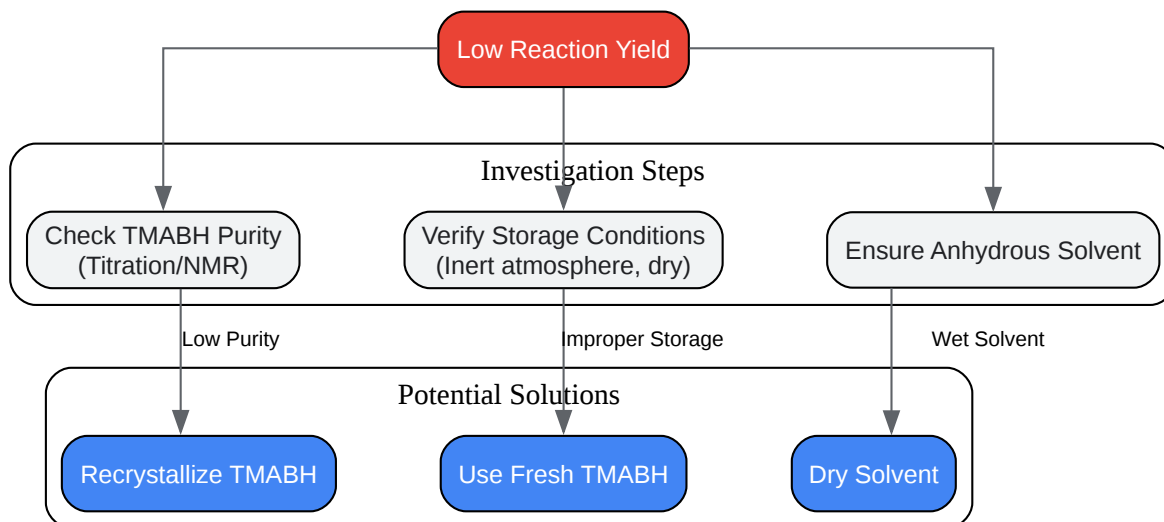 Low Reaction Yield
Investigation Steps
Check TMABH Purity
(Titration/NMR)
Verify Storage Conditions
(Inert atmosphere, dry)
Ensure Anhydrous Solvent
Low Purity
Improper Storage
Wet Solvent
Potential Solutions
Recrystallize TMABH
Use Fresh TMABH
Dry Solvent